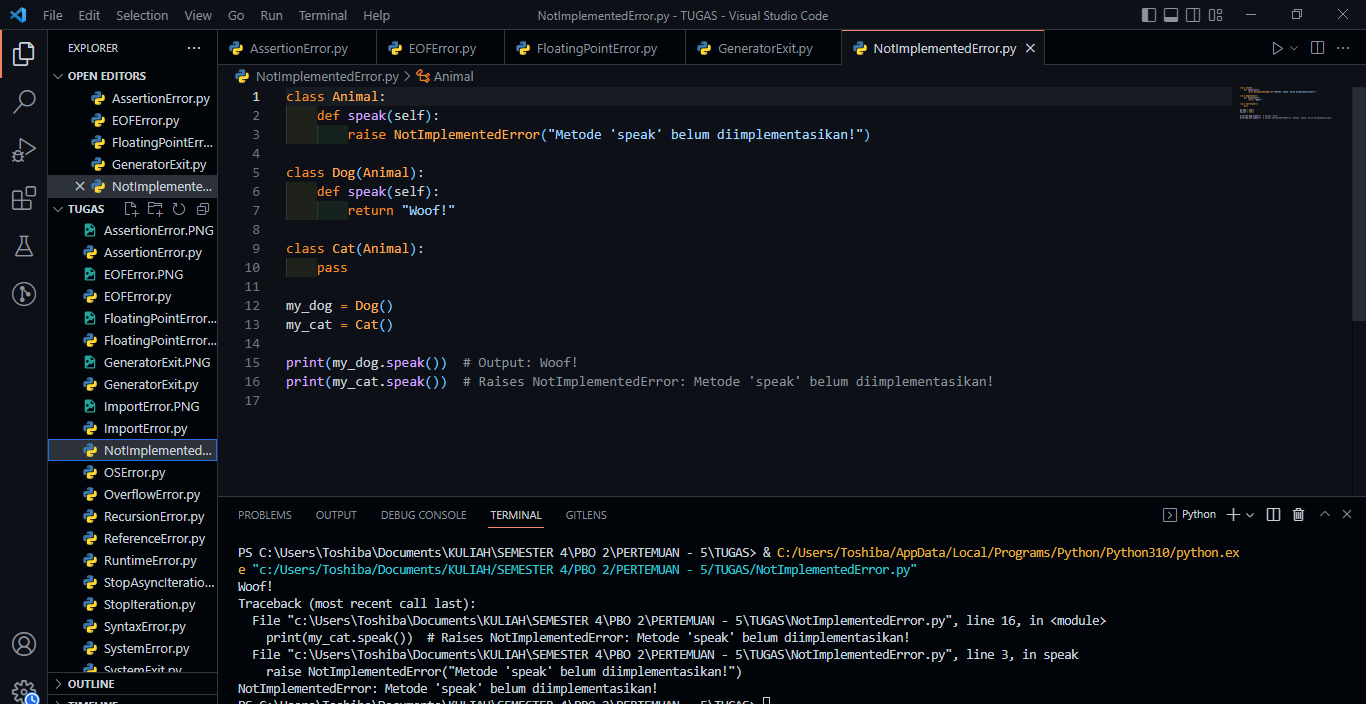 File Edit Selection View Go Run Terminal Help NotImplementedError.py - TUGAS - Visual Studio Code
EXPLORER
OPEN EDITORS
AssertionError.py
EOFError.py
FloatingPointErr...
GeneratorExit.py
NotImplemente...
TUGAS
AssertionError.PNG
AssertionError.py
EOFError.PNG
EOFError.py
FloatingPointError...
FloatingPointError...
GeneratorExit.PNG
GeneratorExit.py
ImportError.PNG
ImportError.py
NotImplemented...
OSError.py
OverflowError.py
RecursionError.py
ReferenceError.py
RuntimeError.py
StopAsyncIteratio...
StopIteration.py
SyntaxError.py
SystemError.py
SystemExit.py
OUTLINE
TIMELINE
AssertionError.py EOFError.py FloatingPointError.py GeneratorExit.py NotImplementedError.py
NotImplementedError.py > Animal
1 class Animal:
2 def speak(self):
3 raise NotImplementedError("Metode 'speak' belum diimplementasikan!")
4
5 class Dog(Animal):
6 def speak(self):
7 return "Woof!"
8
9 class Cat(Animal):
10 pass
11
12 my_dog = Dog()
13 my_cat = Cat()
14
15 print(my_dog.speak()) # Output: Woof!
16 print(my_cat.speak()) # Raises NotImplementedError: Metode 'speak' belum diimplementasikan!
17
PROBLEMS OUTPUT DEBUG CONSOLE TERMINAL GITLENS Python
PS C:\Users\Toshiba\Documents\KULIAH\SEMESTER 4\PBO 2\PERTEMUAN - 5\TUGAS> & C:/Users/Toshiba/AppData/Local/Programs/Python/Python310/python.ex
e "c:/Users/Toshiba/Documents/KULIAH/SEMESTER 4/PBO 2/PERTEMUAN - 5/TUGAS/NotImplementedError.py"
Woof!
Traceback (most recent call last):
File "c:\Users\Toshiba\Documents\KULIAH\SEMESTER 4\PBO 2\PERTEMUAN - 5\TUGAS\NotImplementedError.py", line 16, in <module>
print(my_cat.speak()) # Raises NotImplementedError: Metode 'speak' belum diimplementasikan!
File "c:\Users\Toshiba\Documents\KULIAH\SEMESTER 4\PBO 2\PERTEMUAN - 5\TUGAS\NotImplementedError.py", line 3, in speak
raise NotImplementedError("Metode 'speak' belum diimplementasikan!")
NotImplementedError: Metode 'speak' belum diimplementasikan!
PS C:\Users\Toshiba\Documents\KULIAH\SEMESTER 4\PBO 2\PERTEMUAN - 5\TUGAS>